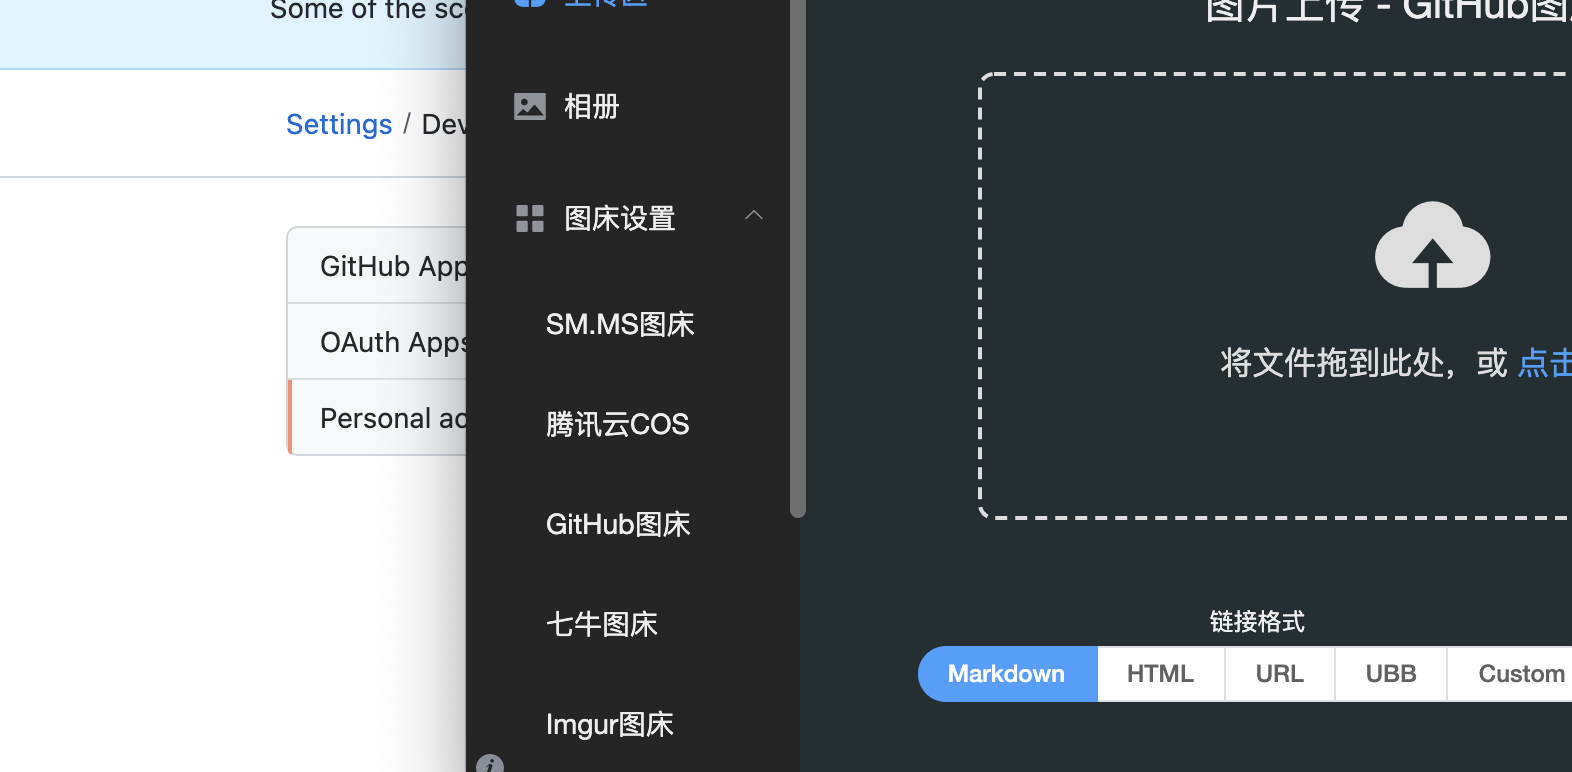 Some of the
Settings / Dev
GitHub App
OAuth Apps
Personal
上传区
相册
图床设置
SM.MS图床
腾讯云COS
GitHub图床
七牛图床
Imgur图床
图片上传 - GitHub图
将文件拖到此处，或 点击
链接格式
Markdown HTML URL UBB Custom